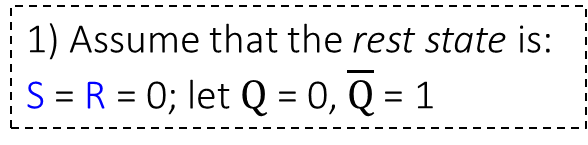 1) Assume that the rest state is:
S = R = 0; let Q = 0, Q̅ = 1